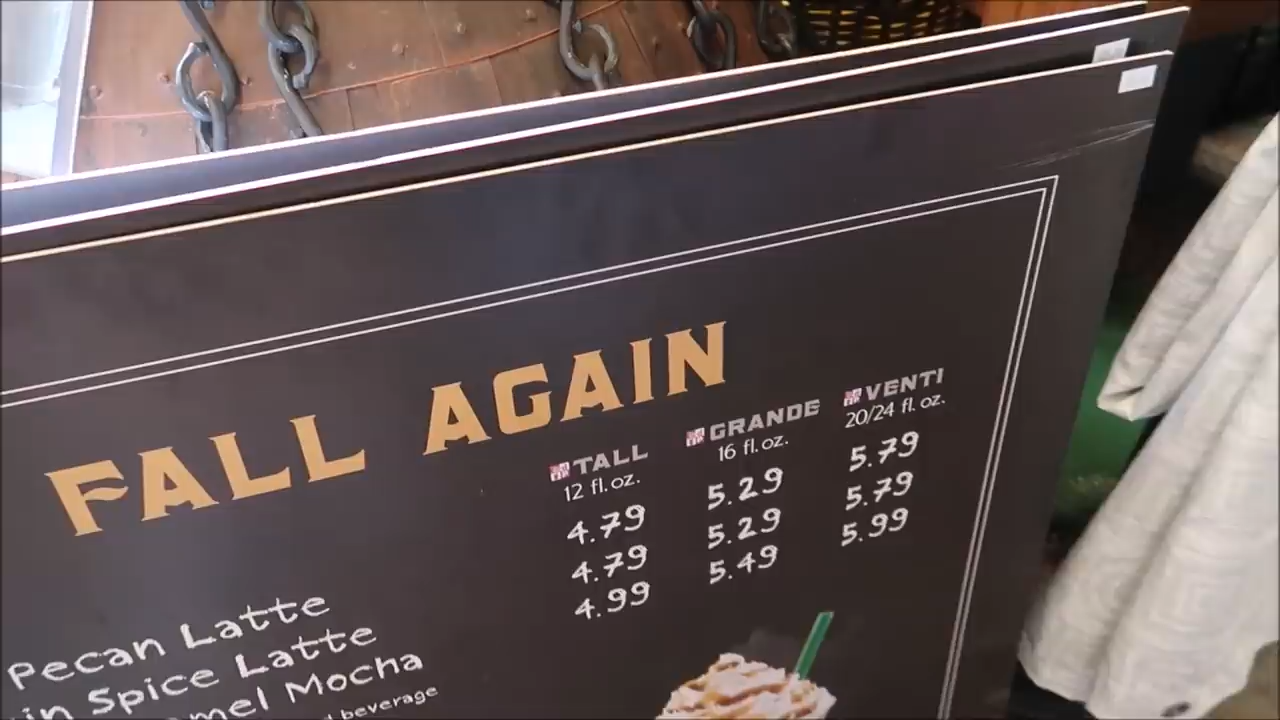 FALL AGAIN
TALL GRANDE VENTI
12 fl. oz. 16 fl. oz. 20/24 fl. oz.
Pecan Latte 4.79 5.29 5.79
in Spice Latte 4.79 5.29 5.79
mel Mocha 4.99 5.49 5.99
beverage